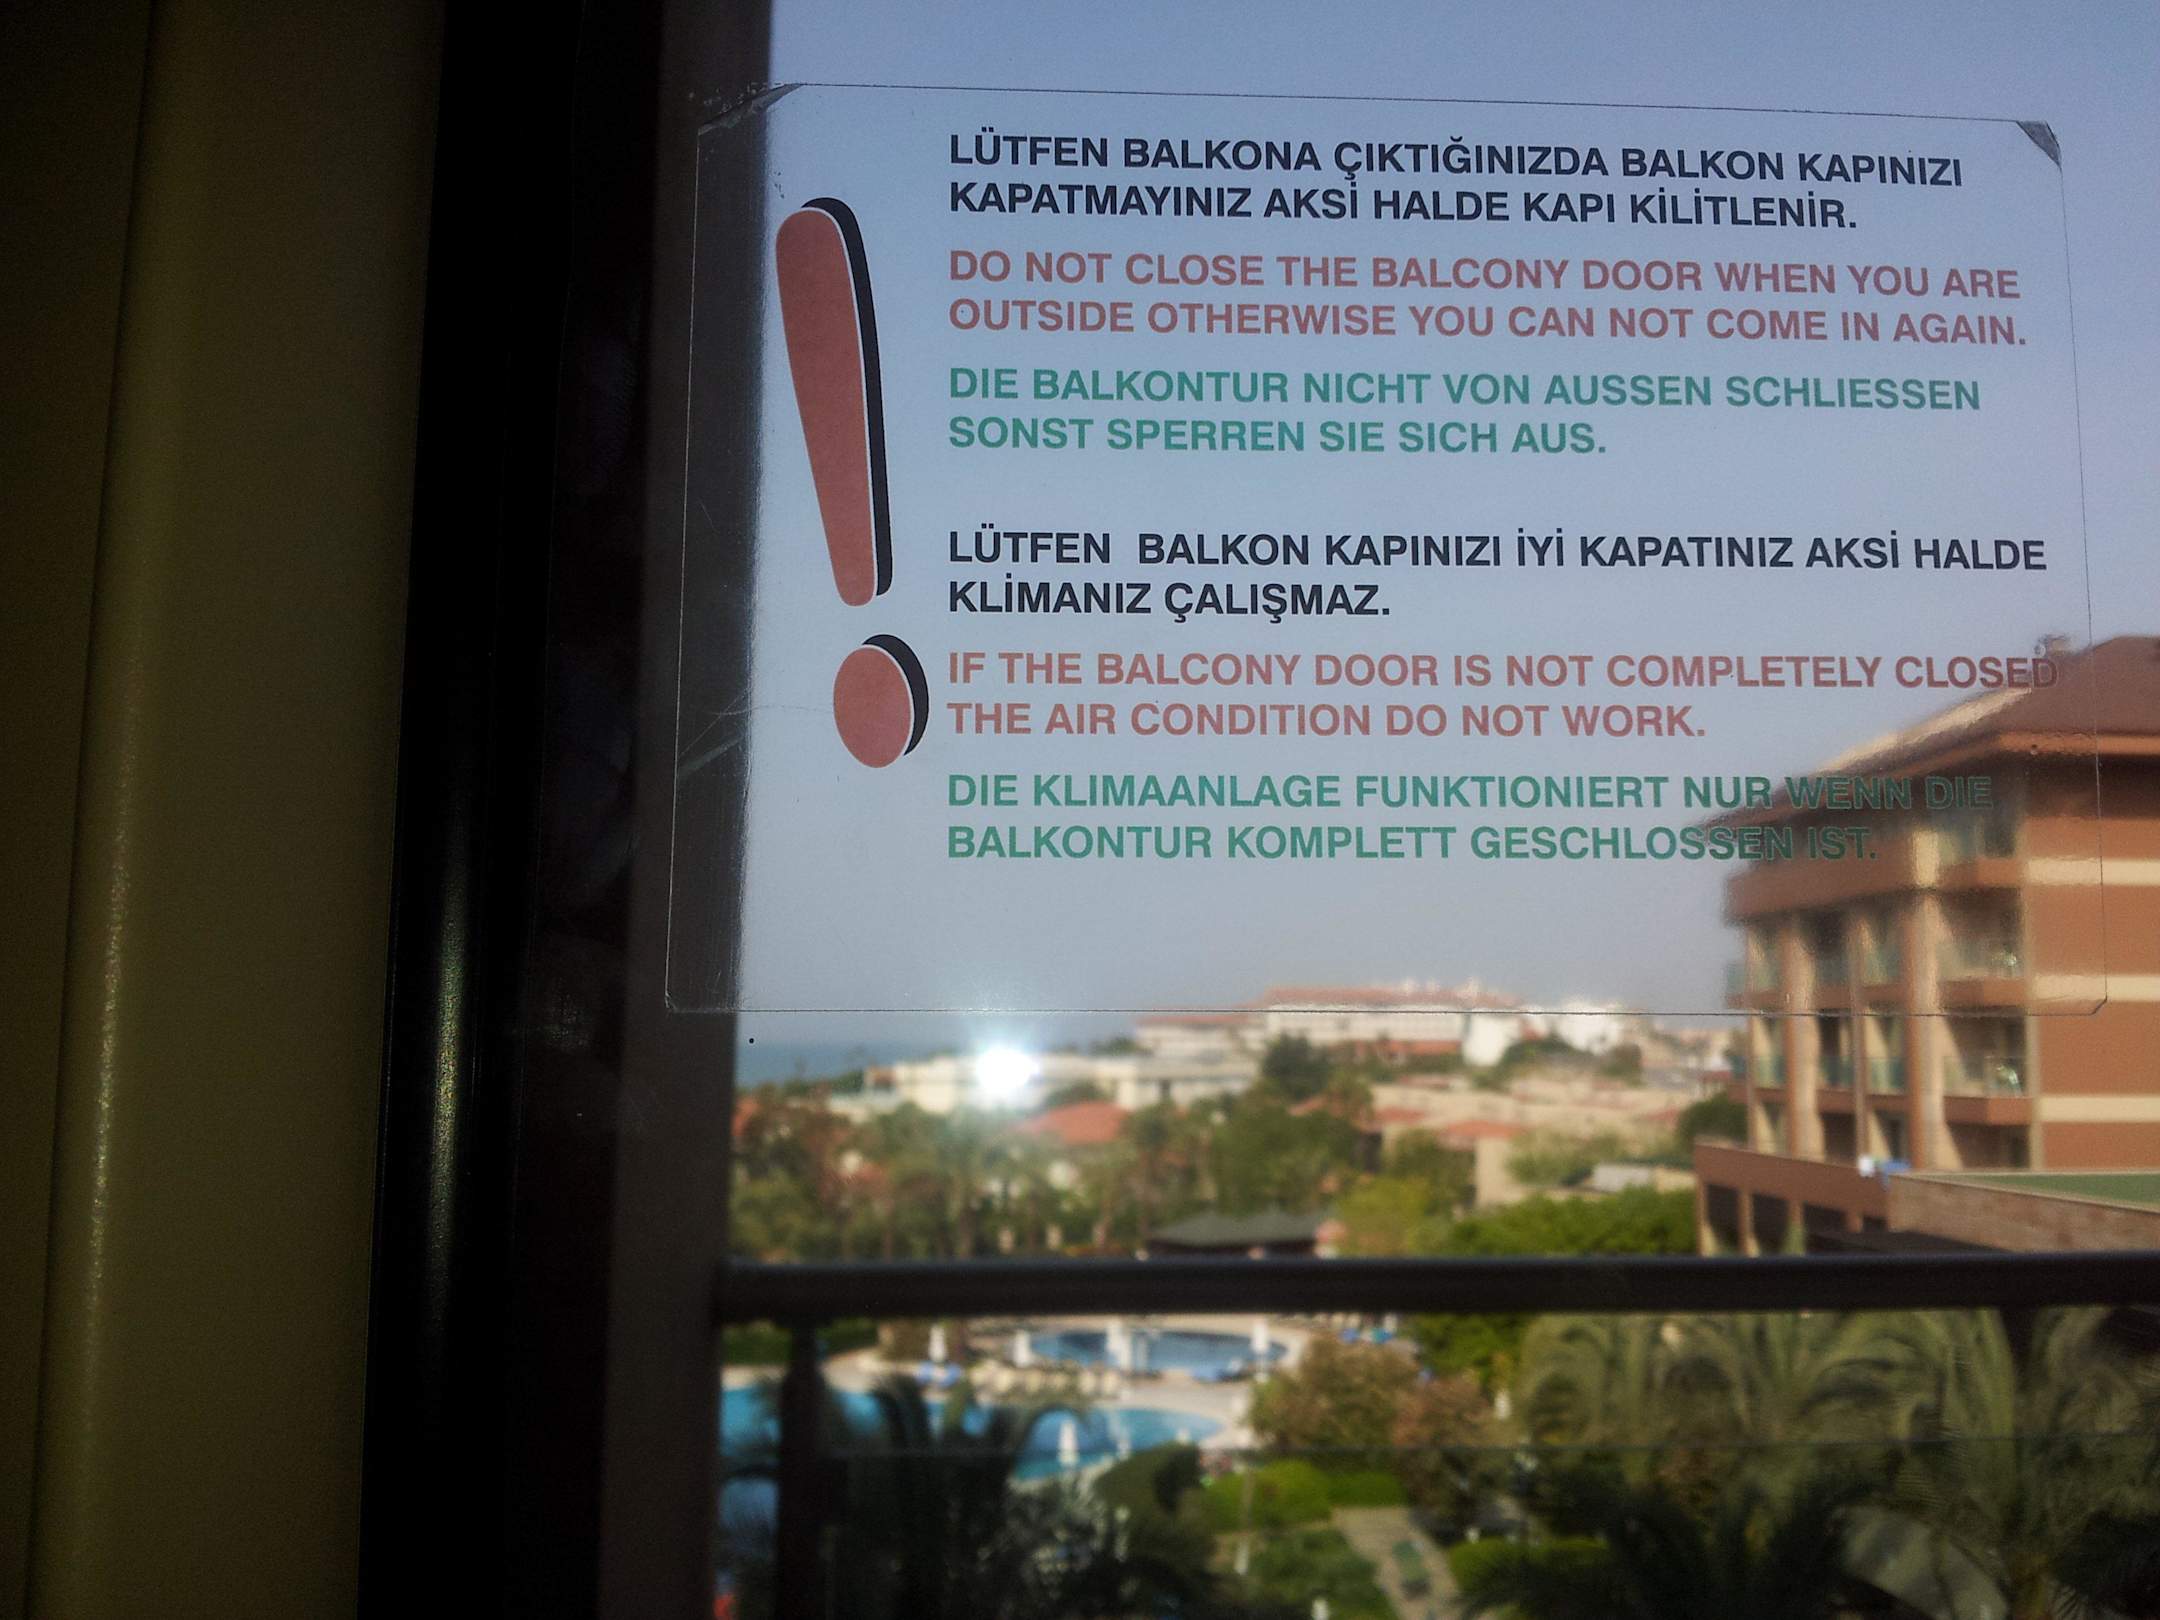 LÜTFEN BALKONA ÇIKTIĞINIZDA BALKON KAPINIZI
KAPATMAYINIZ AKSİ HALDE KAPI KİLİTLENİR.
DO NOT CLOSE THE BALCONY DOOR WHEN YOU ARE
OUTSIDE OTHERWISE YOU CAN NOT COME IN AGAIN.
DIE BALKONTUR NICHT VON AUSSEN SCHLIESSEN
SONST SPERREN SIE SICH AUS.
LÜTFEN BALKON KAPINIZI İYİ KAPATINIZ AKSİ HALDE
KLİMANIZ ÇALIŞMAZ.
IF THE BALCONY DOOR IS NOT COMPLETELY CLOSED
THE AIR CONDITION DO NOT WORK.
DIE KLIMAANLAGE FUNKTIONIERT NUR WENN DIE
BALKONTUR KOMPLETT GESCHLOSSEN IST.